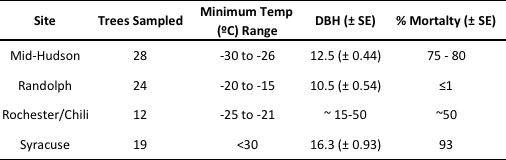 Site Trees Sampled Minimum Temp (ºC) Range DBH (± SE) % Mortalty (± SE)
Mid-Hudson 28 -30 to -26 12.5 (± 0.44) 75 - 80
Randolph 24 -20 to -15 10.5 (± 0.54) ≤1
Rochester/Chili 12 -25 to -21 ~ 15-50 ~50
Syracuse 19 <30 16.3 (± 0.93) 93